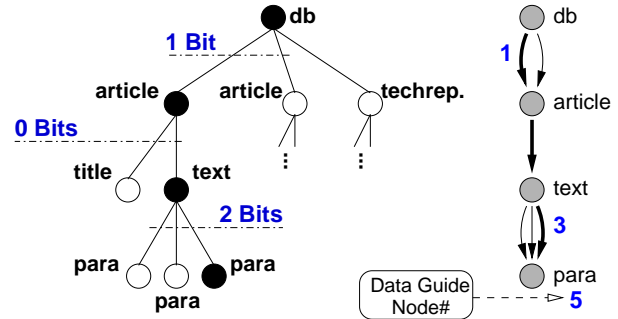 db
1 Bit
article
article
techrep.
0 Bits
...
...
title
text
2 Bits
para
para
para
db
1
article
text
3
para
Data Guide
Node#
5